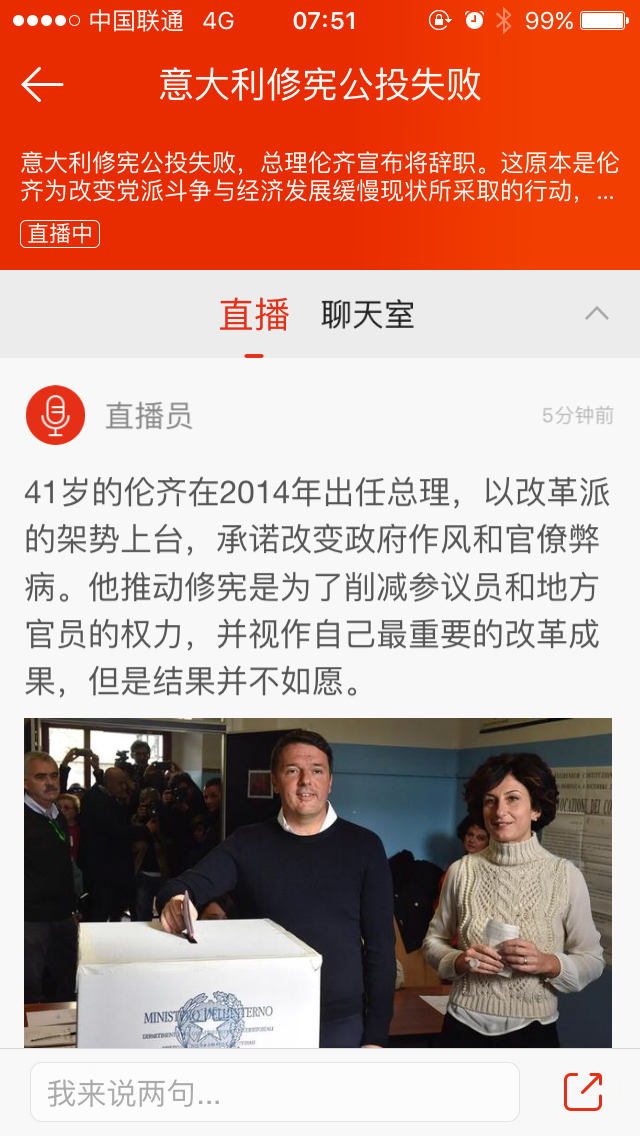 中国联通 4G 07:51 99%
意大利修宪公投失败
意大利修宪公投失败，总理伦齐宣布将辞职。这原本是伦
齐为改变党派斗争与经济发展缓慢现状所采取的行动，...
直播中
直播 聊天室
直播员 5分钟前
41岁的伦齐在2014年出任总理，以改革派
的架势上台，承诺改变政府作风和官僚弊
病。他推动修宪是为了削减参议员和地方
官员的权力，并视作自己最重要的改革成
果，但是结果并不如愿。
MINISTERO DELL'INTERNO
我来说两句...